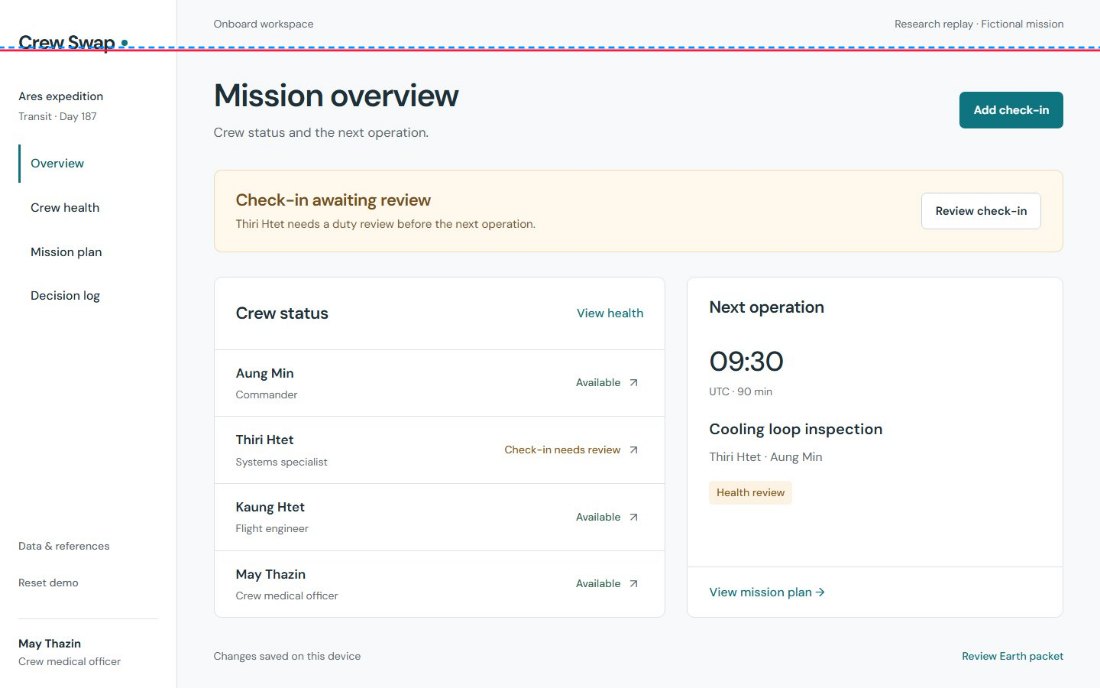 Crew Swap
Ares expedition
Transit · Day 187
Overview
Crew health
Mission plan
Decision log
Data & references
Reset demo
May Thazin
Crew medical officer
Onboard workspace
Research replay · Fictional mission
Mission overview
Crew status and the next operation.
Add check-in
Check-in awaiting review
Thiri Htet needs a duty review before the next operation.
Review check-in
Crew status
View health
Aung Min
Commander
Available
Thiri Htet
Systems specialist
Check-in needs review
Kaung Htet
Flight engineer
Available
May Thazin
Crew medical officer
Available
Next operation
09:30
UTC · 90 min
Cooling loop inspection
Thiri Htet · Aung Min
Health review
View mission plan →
Changes saved on this device
Review Earth packet